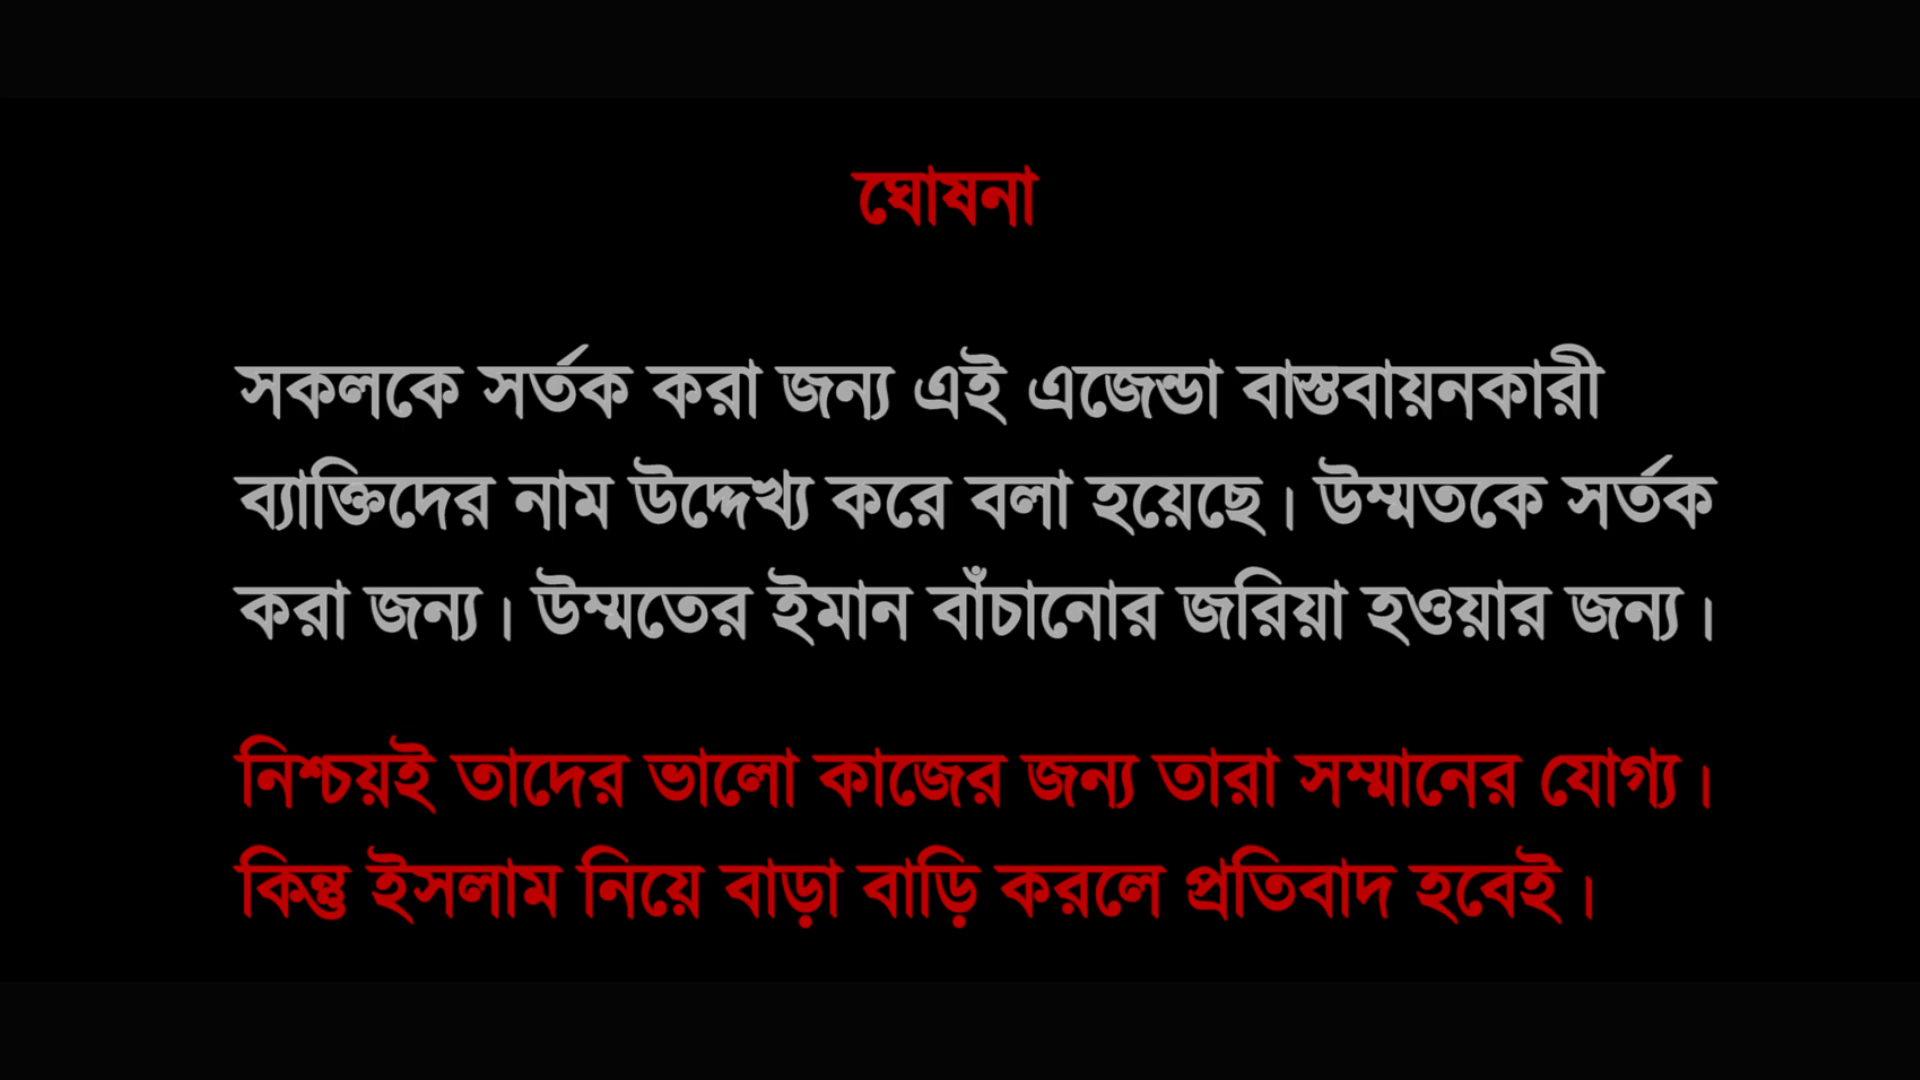 ঘোষনা
সকলকে সর্তক করা জন্য এই এজেন্ডা বাস্তবায়নকারী
ব্যাক্তিদের নাম উদ্দেখ্য করে বলা হয়েছে। উম্মতকে সর্তক
করা জন্য। উম্মতের ইমান বাঁচানোর জরিয়া হওয়ার জন্য।
নিশ্চয়ই তাদের ভালো কাজের জন্য তারা সম্মানের যোগ্য।
কিন্তু ইসলাম নিয়ে বাড়া বাড়ি করলে প্রতিবাদ হবেই।